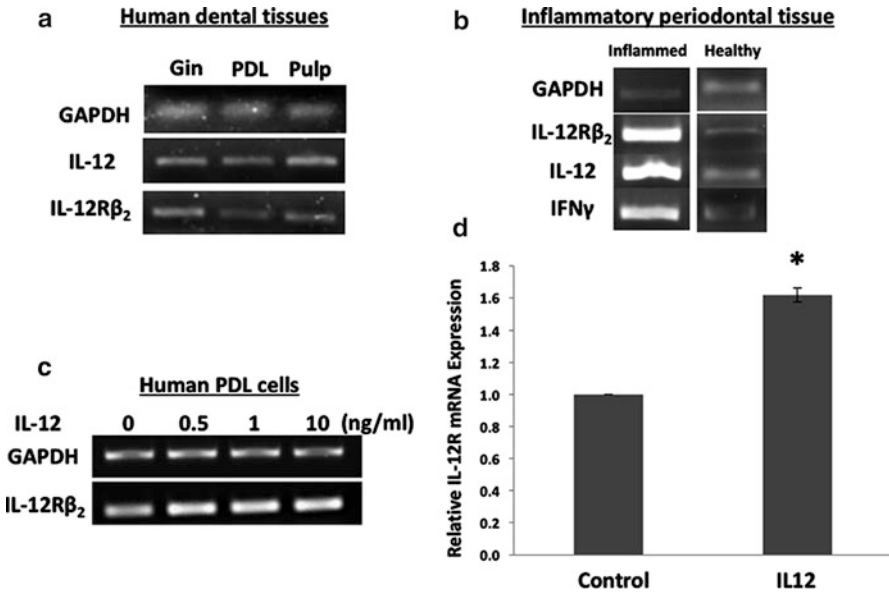 a
Human dental tissues
Gin PDL Pulp
GAPDH
IL-12
IL-12Rβ₂
b
Inflammatory periodontal tissue
Inflammed Healthy
GAPDH
IL-12Rβ₂
IL-12
IFNγ
c
Human PDL cells
IL-12 0 0.5 1 10 (ng/ml)
GAPDH
IL-12Rβ₂
d
Relative IL-12R mRNA Expression
1.8
1.6
1.4
1.2
1.0
0.8
0.6
0.4
0.2
0.0
*
Control IL12